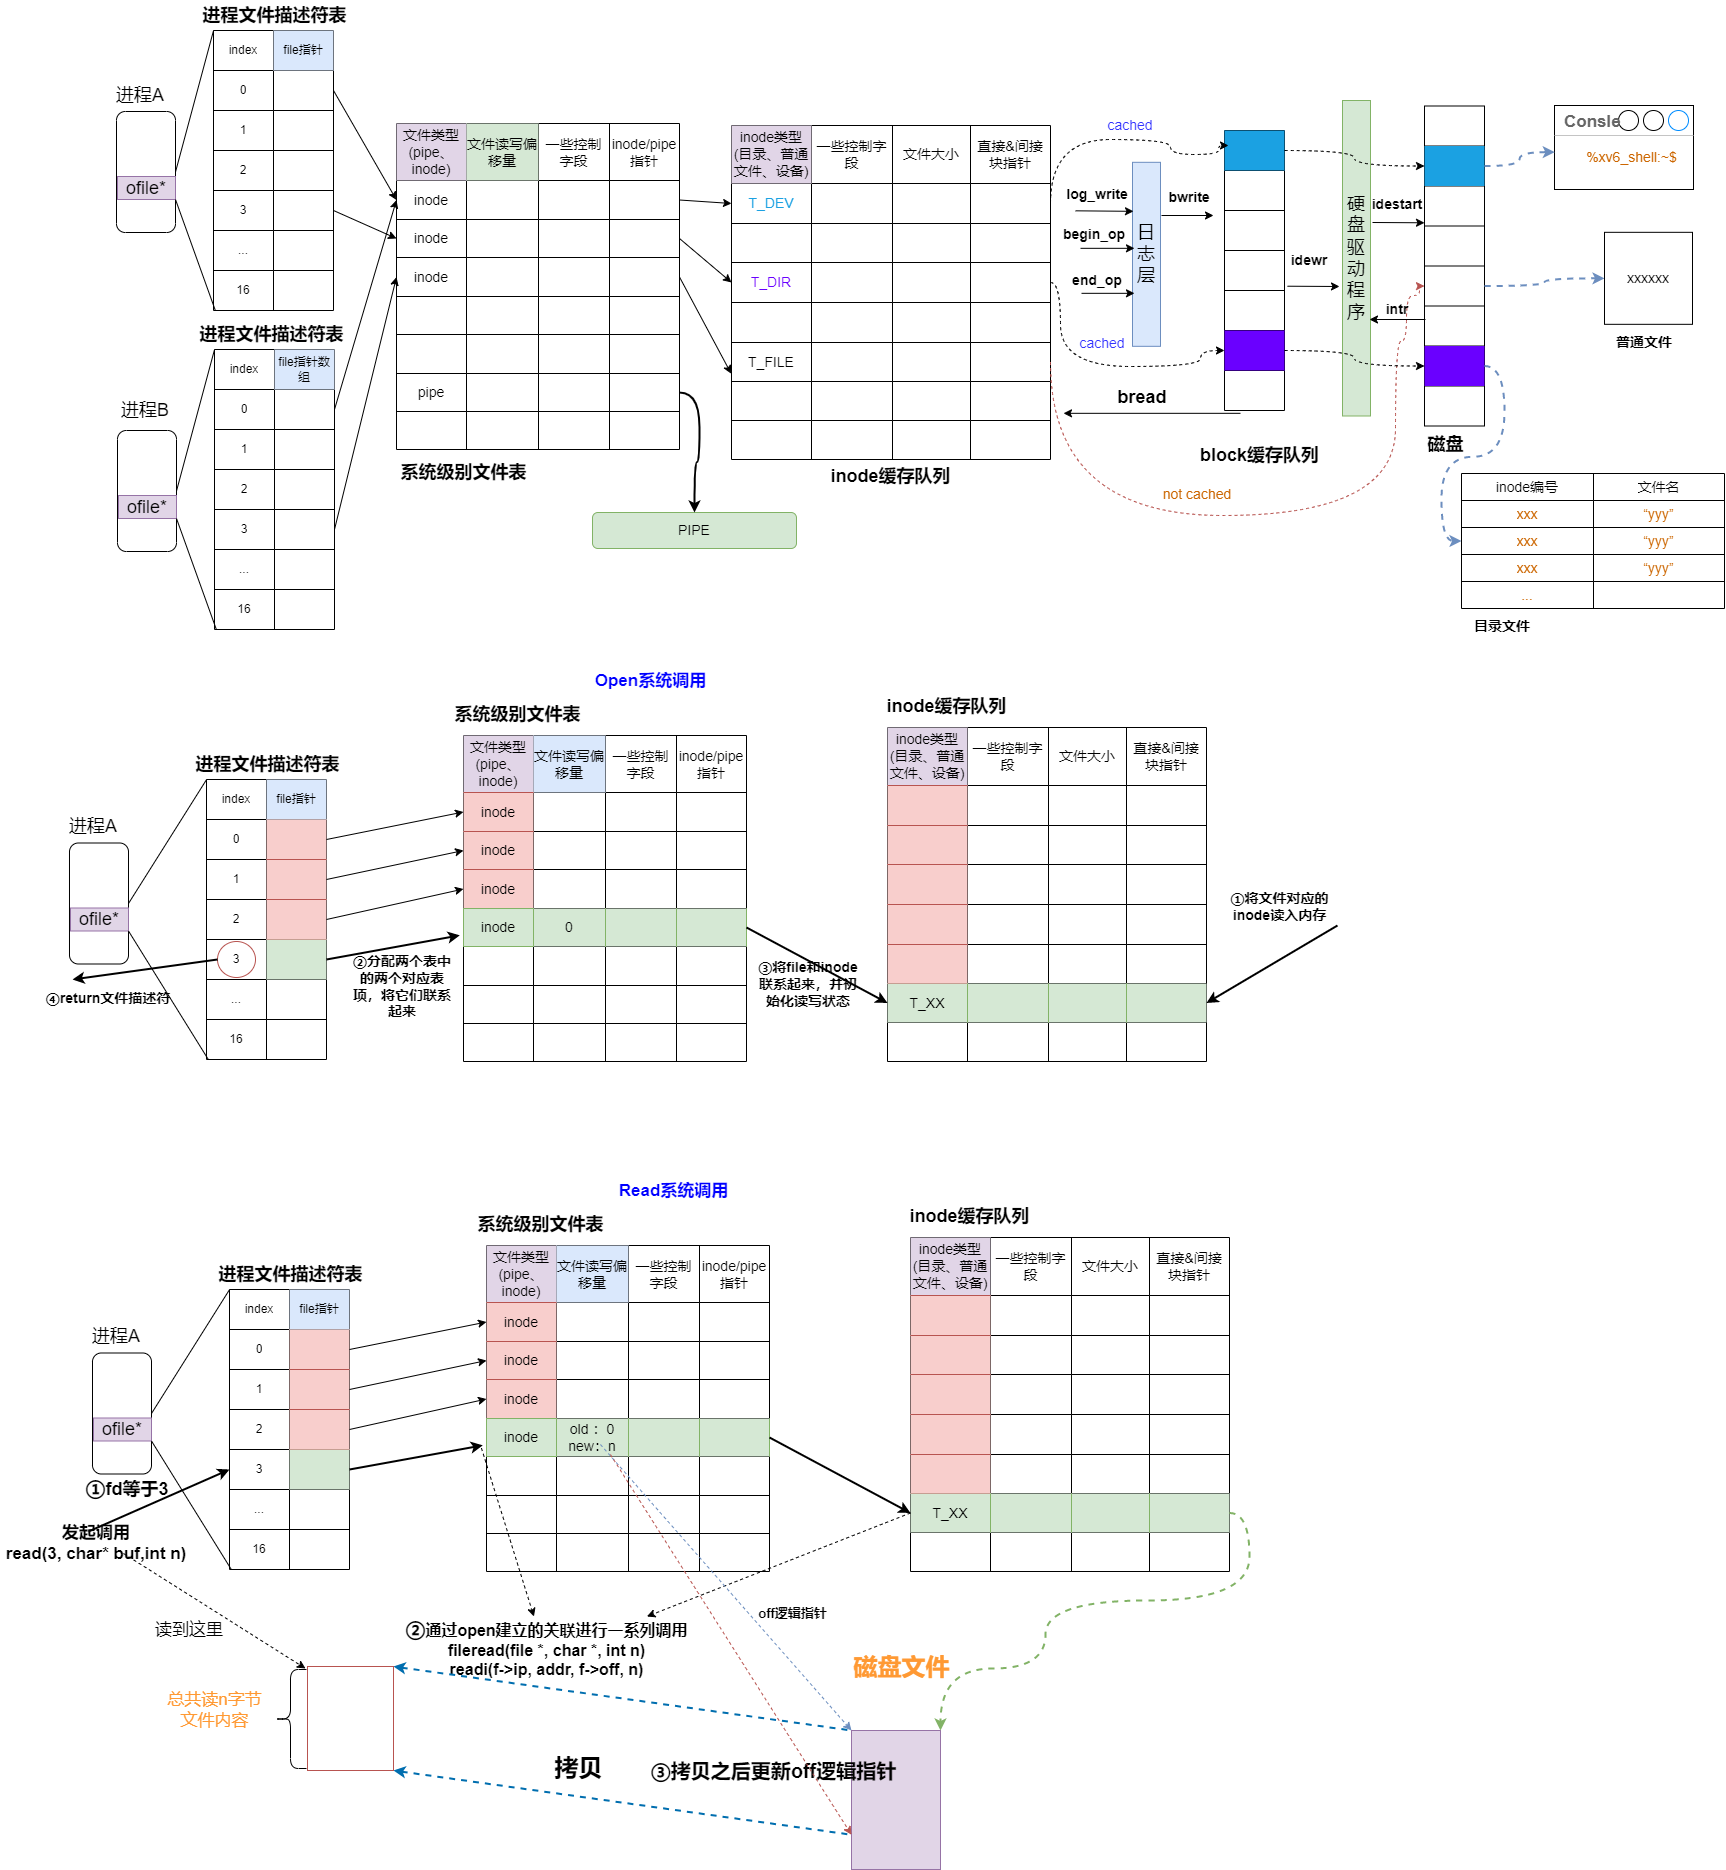 进程文件描述符表
index file指针
0
1
2
3
...
16
进程A
ofile*
进程文件描述符表
index file指针数
组
0
1
2
3
...
16
进程B
ofile*
文件类型
(pipe、
inode)
文件读写偏
移量
一些控制
字段
inode/pipe
指针
inode
inode
inode
pipe
系统级别文件表
PIPE
inode类型
(目录、普通
文件、设备)
一些控制字
段
文件大小
直接&间接
块指针
T_DEV
T_DIR
T_FILE
inode缓存队列
cached
log_write
begin_op
end_op
日
志
层
bwrite
cached
bread
not cached
block缓存队列
idewr
硬
盘
驱
动
程
序
idestart
intr
磁盘
Consle
%xv6_shell:~$
xxxxxx
普通文件
inode编号 文件名
xxx “yyy”
xxx “yyy”
xxx “yyy”
...
目录文件
Open系统调用
进程文件描述符表
index file指针
0
1
2
3
...
16
进程A
ofile*
④return文件描述符
②分配两个表中
的两个对应表
项，将它们联系
起来
系统级别文件表
文件类型
(pipe、
inode)
文件读写偏
移量
一些控制
字段
inode/pipe
指针
inode
inode
inode
inode 0
③将file和inode
联系起来，并初
始化读写状态
inode缓存队列
inode类型
(目录、普通
文件、设备)
一些控制字
段
文件大小
直接&间接
块指针
T_XX
①将文件对应的
inode读入内存
Read系统调用
进程文件描述符表
index file指针
0
1
2
3
...
16
进程A
ofile*
①fd等于3
发起调用
read(3, char* buf,int n)
系统级别文件表
文件类型
(pipe、
inode)
文件读写偏
移量
一些控制
字段
inode/pipe
指针
inode
inode
inode
inode
old： 0
new：n
inode缓存队列
inode类型
(目录、普通
文件、设备)
一些控制字
段
文件大小
直接&间接
块指针
T_XX
读到这里
②通过open建立的关联进行一系列调用
fileread(file *, char *, int n)
readi(f->ip, addr, f->off, n)
off逻辑指针
磁盘文件
总共读n字节
文件内容
拷贝
③拷贝之后更新off逻辑指针